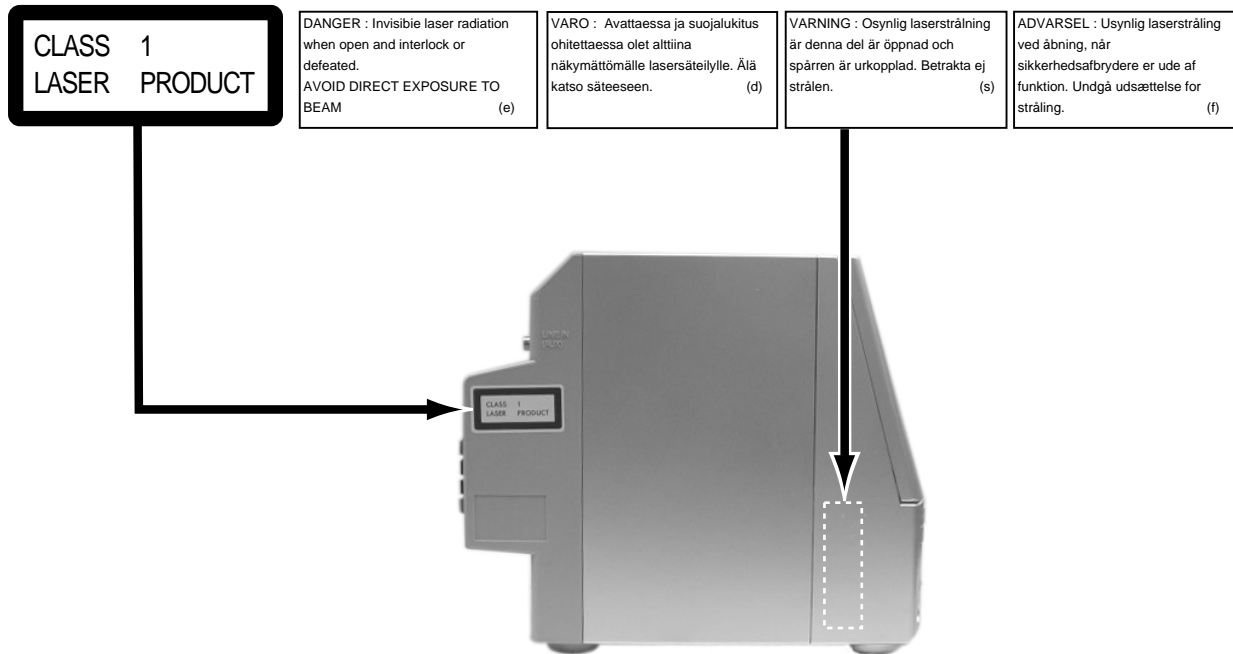 CLASS 1
LASER PRODUCT
DANGER : Invisibie laser radiation
when open and interlock or
defeated.
AVOID DIRECT EXPOSURE TO
BEAM (e)
VARO : Avattaessa ja suojalukitus
ohitettaessa olet alttiina
näkymättömälle lasersäteilylle. Älä
katso säteeseen. (d)
VARNING : Osynlig laserstrålning
är denna del är öppnad och
spårren är urkopplad. Betrakta ej
strålen. (s)
ADVARSEL : Usynlig laserstråling
ved åbning, når
sikkerhedsafbrydere er ude af
funktion. Undgå udsættelse for
stråling. (f)
CLASS 1
LASER PRODUCT